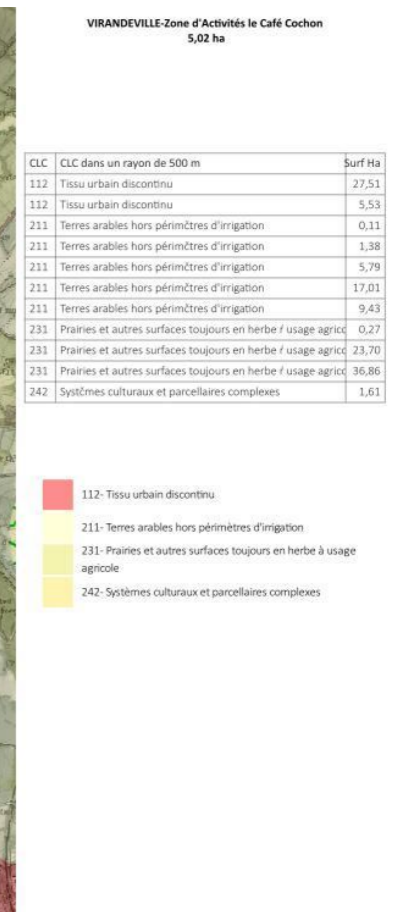 VIRANDEVILLE-Zone d'Activités le Café Cochon
5,02 ha
CLC CLC dans un rayon de 500 m Surf Ha
112 Tissu urbain discontinu 27,51
112 Tissu urbain discontinu 5,53
211 Terres arables hors périmčtres d'irrigation 0,11
211 Terres arables hors périmčtres d'irrigation 1,38
211 Terres arables hors périmčtres d'irrigation 5,79
211 Terres arables hors périmčtres d'irrigation 17,01
211 Terres arables hors périmčtres d'irrigation 9,43
231 Prairies et autres surfaces toujours en herbe ŕ usage agricc 0,27
231 Prairies et autres surfaces toujours en herbe ŕ usage agricc 23,70
231 Prairies et autres surfaces toujours en herbe ŕ usage agricc 36,86
242 Systčmes culturaux et parcellaires complexes 1,61
112- Tissu urbain discontinu
211- Terres arables hors périmètres d'irrigation
231- Prairies et autres surfaces toujours en herbe à usage
agricole
242- Systèmes culturaux et parcellaires complexes